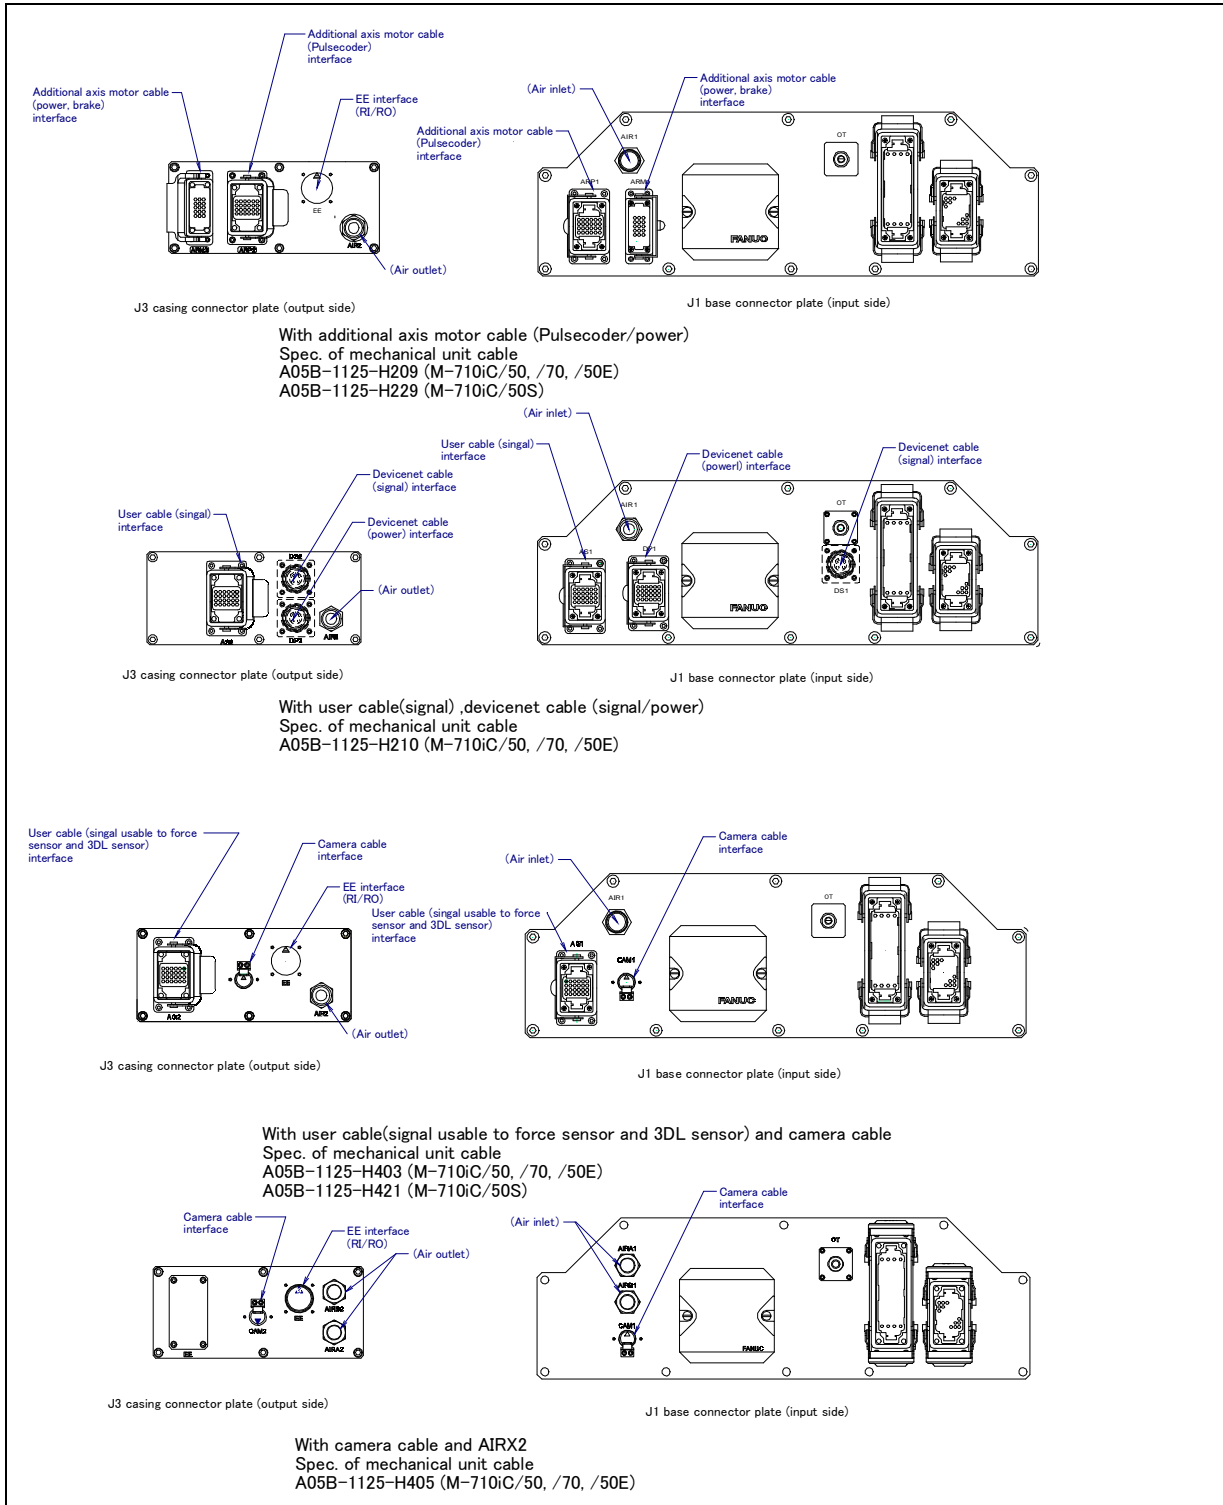 Additional axis motor cable
(Pulsecoder)
interface
Additional axis motor cable
(power, brake)
interface
EE interface
(RI/RO)
EE
AIR2
(Air outlet)
J3 casing connector plate (output side)
(Air inlet)
Additional axis motor cable
(power, brake)
interface
Additional axis motor cable
(Pulsecoder)
interface
AIR1
OT
ARP1
FANUC
J1 base connector plate (input side)
With additional axis motor cable (Pulsecoder/power)
Spec. of mechanical unit cable
A05B-1125-H209 (M-710iC/50, /70, /50E)
A05B-1125-H229 (M-710iC/50S)
Devicenet cable
(signal) interface
User cable (singal)
interface
Devicenet cable
(power) interface
(Air outlet)
J3 casing connector plate (output side)
(Air inlet)
User cable (singal)
interface
Devicenet cable
(powerl) interface
Devicenet cable
(signal) interface
AIR1
OT
AS1
DP1
DS1
FANUC
J1 base connector plate (input side)
With user cable(signal) ,devicenet cable (signal/power)
Spec. of mechanical unit cable
A05B-1125-H210 (M-710iC/50, /70, /50E)
User cable (singal usable to force
sensor and 3DL sensor)
interface
Camera cable
interface
EE interface
(RI/RO)
EE
AIR2
(Air outlet)
J3 casing connector plate (output side)
(Air inlet)
Camera cable
interface
User cable (singal usable to force
sensor and 3DL sensor)
interface
AIR1
OT
AS1
CAM1
FANUC
J1 base connector plate (input side)
With user cable(signal usable to force sensor and 3DL sensor) and camera cable
Spec. of mechanical unit cable
A05B-1125-H403 (M-710iC/50, /70, /50E)
A05B-1125-H421 (M-710iC/50S)
Camera cable
interface
EE interface
(RI/RO)
(Air outlet)
CAM2
EE
AIRB2
AIRA2
EE
J3 casing connector plate (output side)
(Air inlet)
Camera cable
interface
AIRA1
AIRB1
CAM1
OT
FANUC
J1 base connector plate (input side)
With camera cable and AIRX2
Spec. of mechanical unit cable
A05B-1125-H405 (M-710iC/50, /70, /50E)